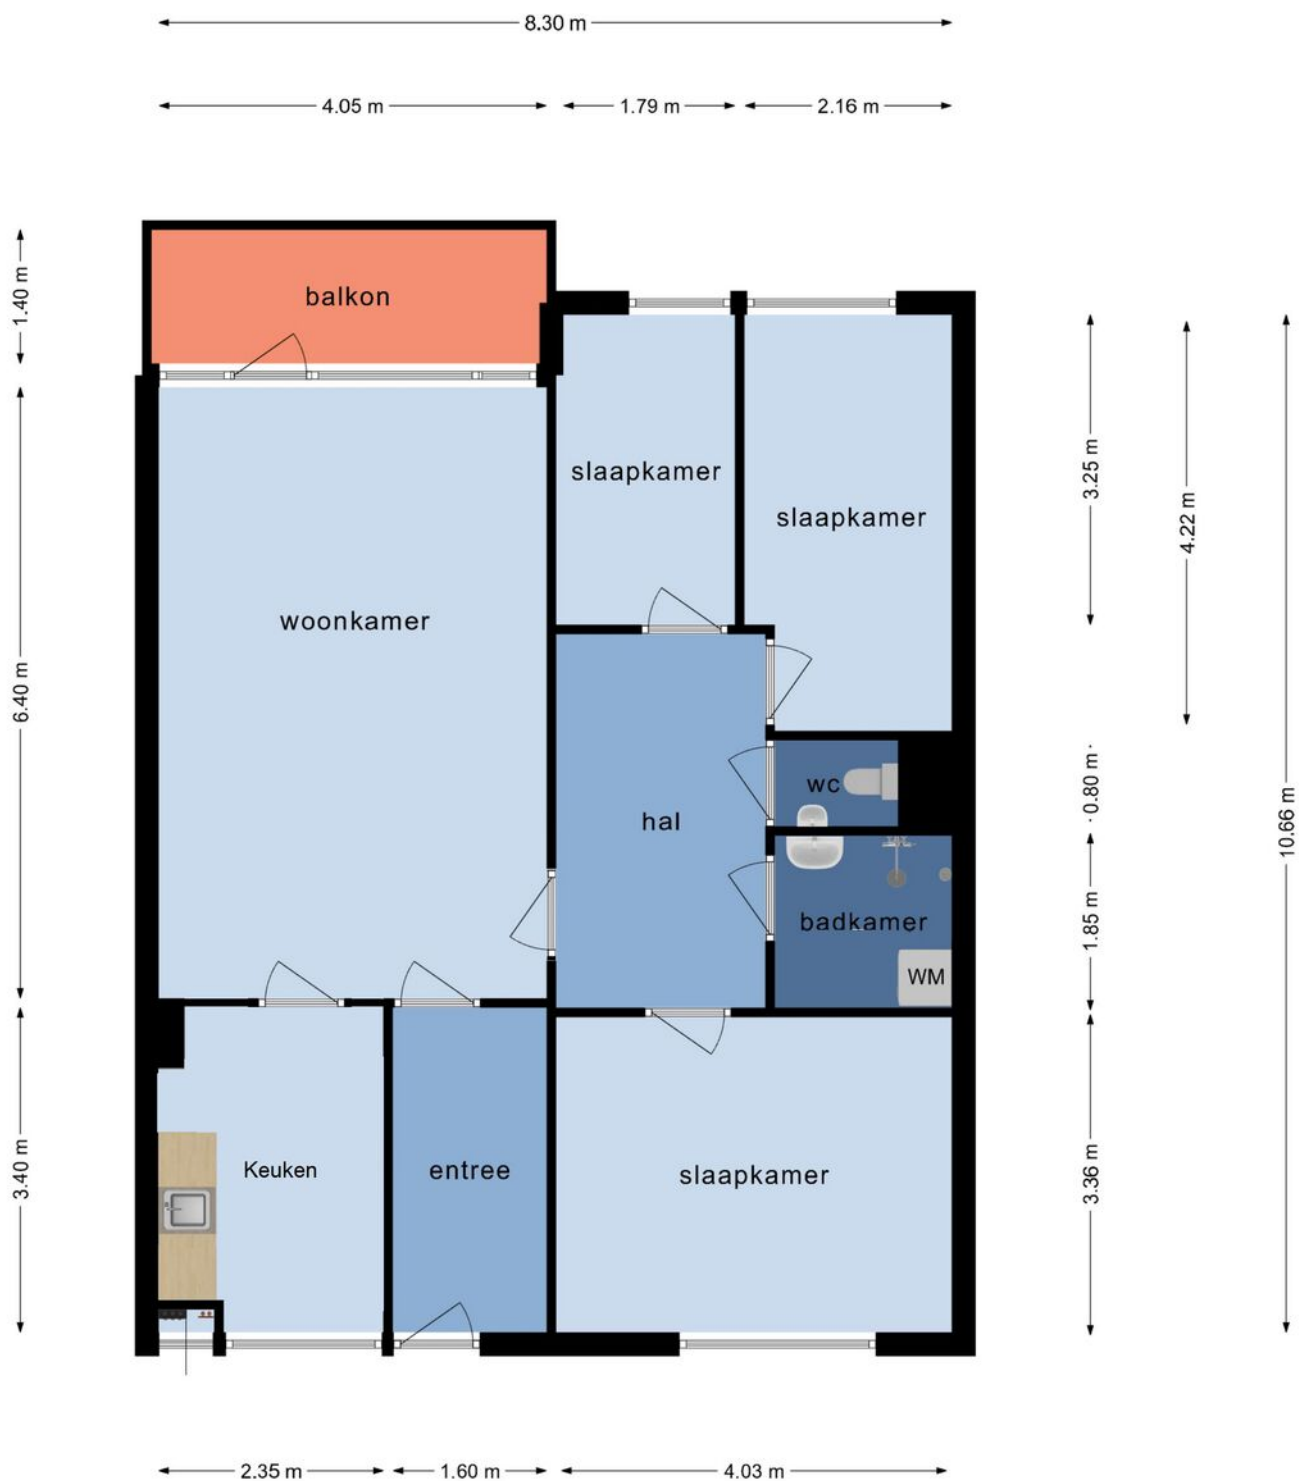 8.30 m
4.05 m
1.79 m
2.16 m
1.40 m
balkon
3.25 m
4.22 m
slaapkamer
slaapkamer
woonkamer
6.40 m
wc
0.80 m
hal
10.66 m
badkamer
1.85 m
WM
3.40 m
Keuken
entree
slaapkamer
3.36 m
2.35 m
1.60 m
4.03 m